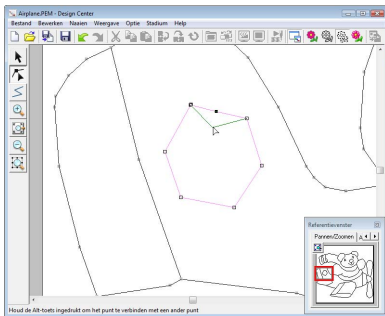 Airplane.PEM - Design Center
Bestand Bewerken Naaien Weergave Optie Stadium Help
Referentievenster
Pannen/Zoomen
Houd de Alt-toets ingedrukt om het punt te verbinden met een ander punt